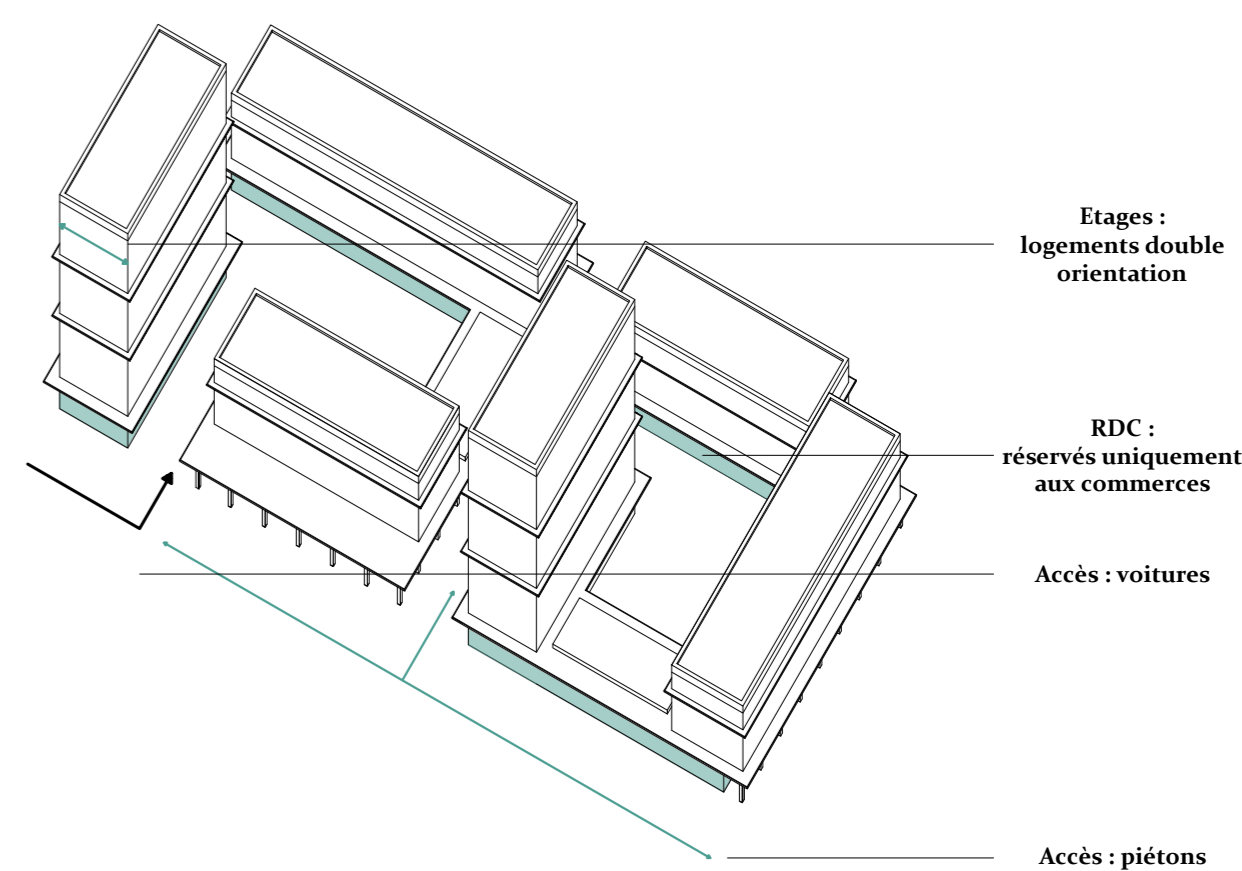 Etages :
logements double
orientation
RDC :
réservés uniquement
aux commerces
Accès : voitures
Accès : piétons